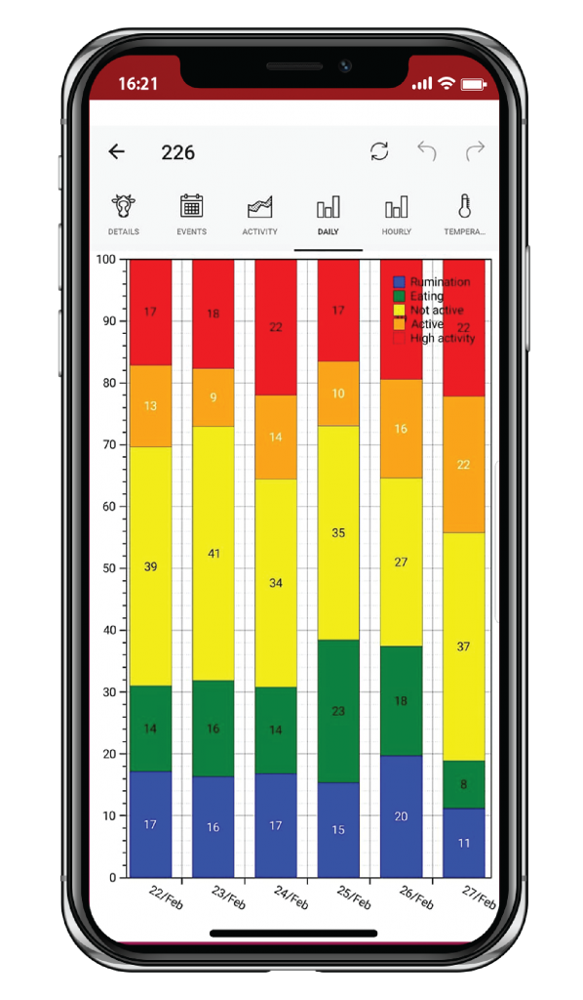 16:21
226
DETAILS EVENTS ACTIVITY DAILY HOURLY TEMPERA...
100
90
80
70
60
50
40
30
20
10
0
17 18 22 17 22
13 9 14 10 16 22
39 41 34 35 27 37
14 16 14 23 18 8
17 16 17 15 20 11
Rumination
Eating
Not active
Active
High activity
22/Feb 23/Feb 24/Feb 25/Feb 26/Feb 27/Feb